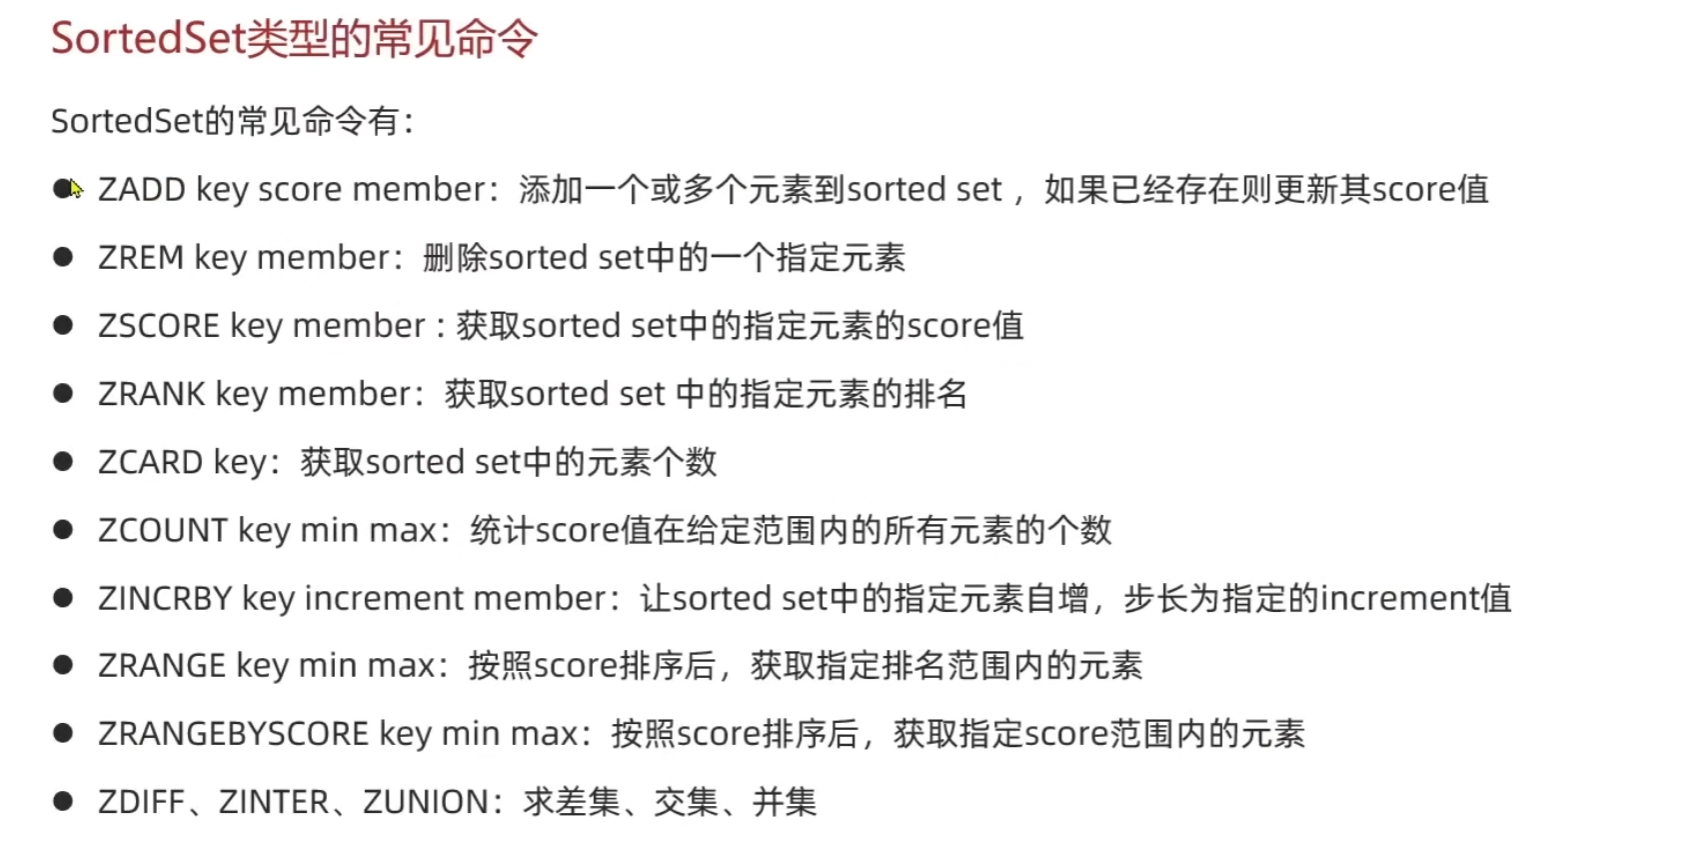 SortedSet类型的常见命令
SortedSet的常见命令有：
● ZADD key score member：添加一个或多个元素到sorted set ，如果已经存在则更新其score值
● ZREM key member：删除sorted set中的一个指定元素
● ZSCORE key member : 获取sorted set中的指定元素的score值
● ZRANK key member：获取sorted set 中的指定元素的排名
● ZCARD key：获取sorted set中的元素个数
● ZCOUNT key min max：统计score值在给定范围内的所有元素的个数
● ZINCRBY key increment member：让sorted set中的指定元素自增，步长为指定的increment值
● ZRANGE key min max：按照score排序后，获取指定排名范围内的元素
● ZRANGEBYSCORE key min max：按照score排序后，获取指定score范围内的元素
● ZDIFF、ZINTER、ZUNION：求差集、交集、并集